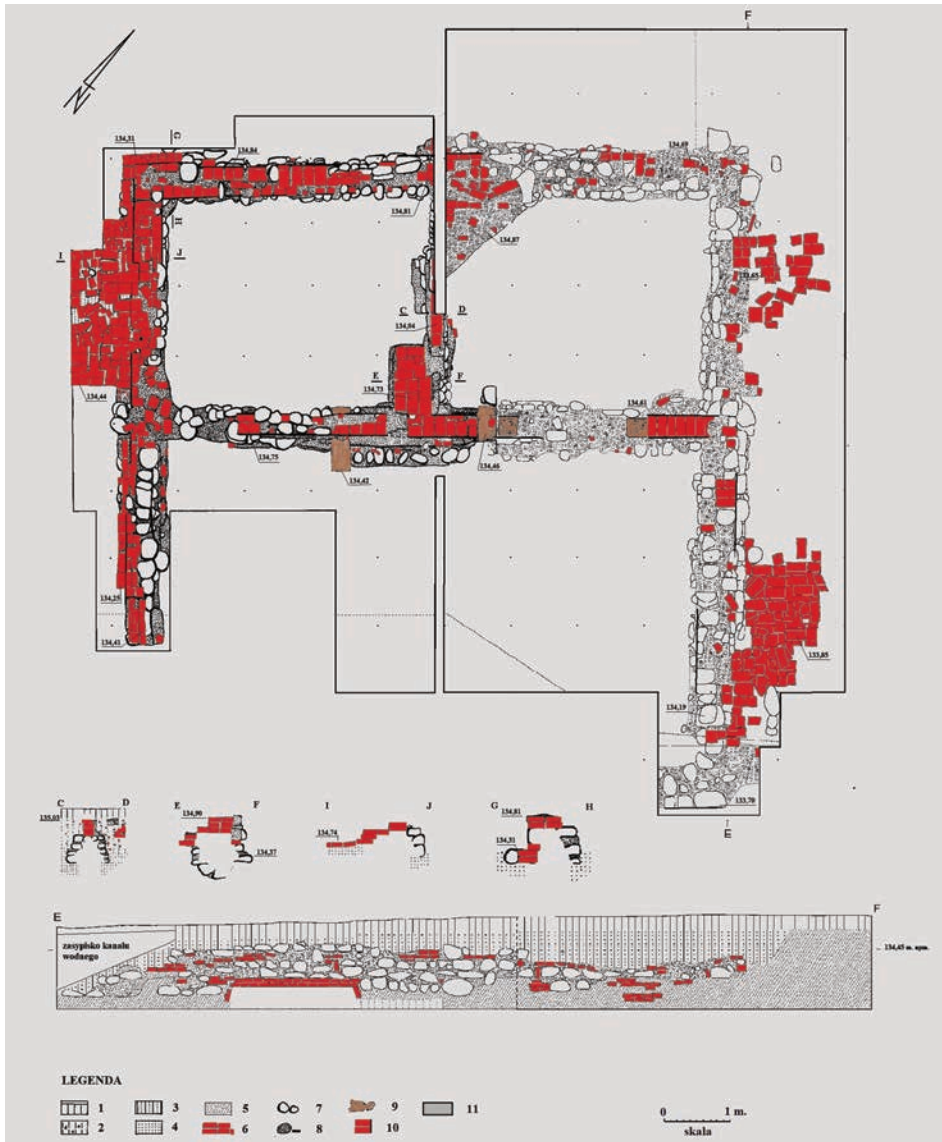 F
N
G
134,31
134,84
134,69
134,81
H
134,87
I
J
133,65
C
D
134,94
E
F
134,73
134,44
134,61
134,75
134,46
134,42
134,25
134,41
133,85
134,19
133,70
E
C D E F I J G H
135,03
134,90
134,37
134,74
134,81
134,31
E F
zasypisko kanału
wodnego
134,45 m. npm.
LEGENDA
1 3 5 7 9 11
2 4 6 8 10
0 1 m.
skala